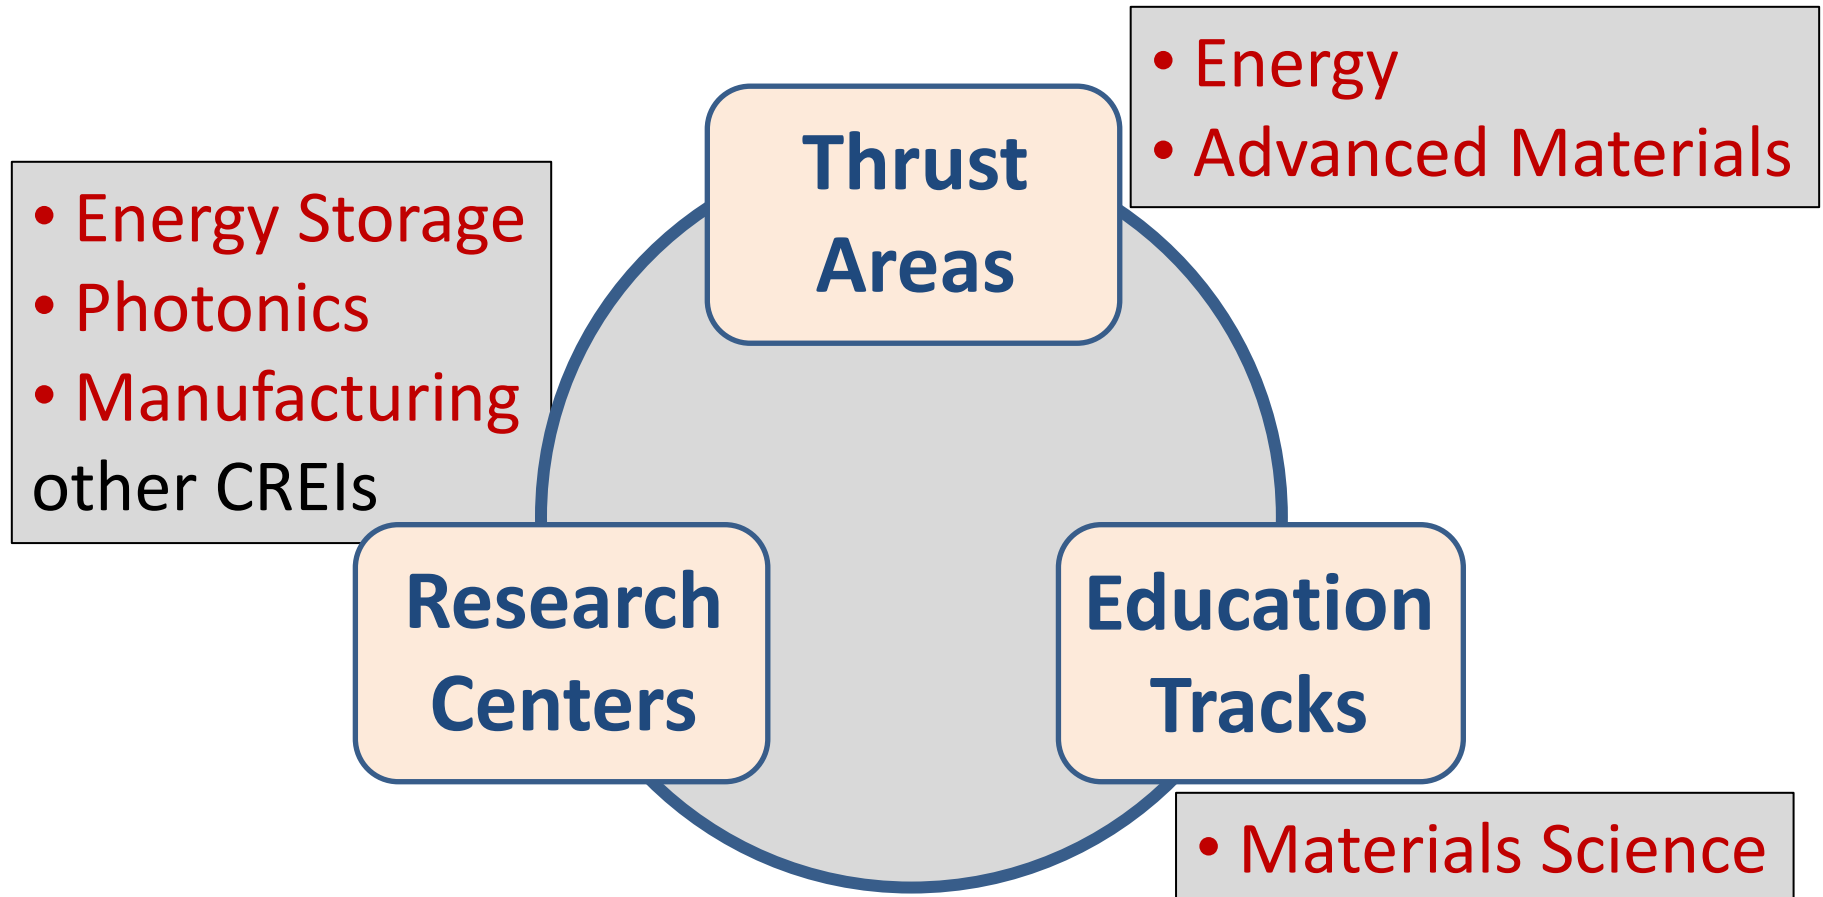 • Energy
• Advanced Materials
Thrust
Areas
• Energy Storage
• Photonics
• Manufacturing
other CREIs
Research
Centers
Education
Tracks
• Materials Science